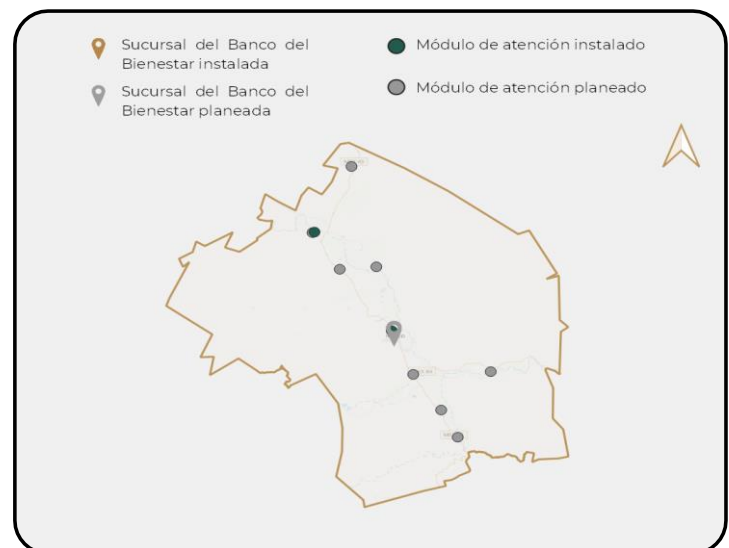 Sucursal del Banco del
Bienestar instalada
Sucursal del Banco del
Bienestar planeada
Módulo de atención instalado
Módulo de atención planeado